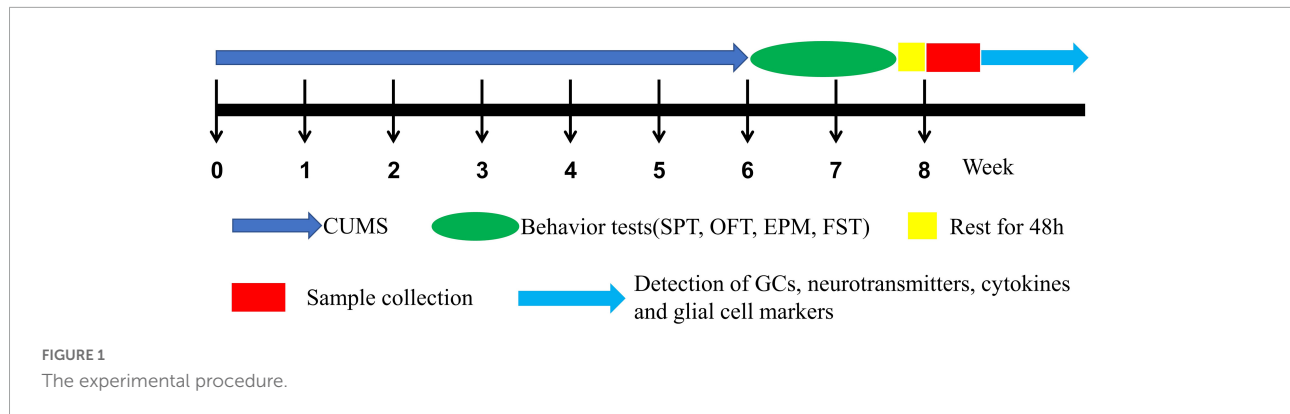 0 1 2 3 4 5 6 7 8 Week
CUMS Behavior tests(SPT, OFT, EPM, FST) Rest for 48h
Sample collection Detection of GCs, neurotransmitters, cytokines
and glial cell markers
FIGURE 1
The experimental procedure.